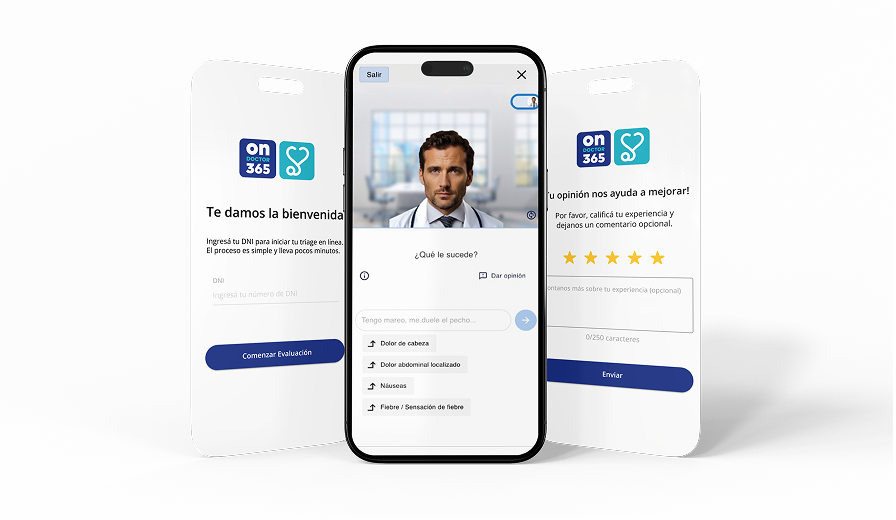 on
DOCTOR
365
Te damos la bienvenida
Ingresá tu DNI para iniciar tu triage en línea.
El proceso es simple y lleva pocos minutos.
DNI
Ingresá tu número de DNI
Comenzar Evaluación
Salir
¿Qué le sucede?
Dar opinión
Tengo mareo, me duele el pecho...
Dolor de cabeza
Dolor abdominal localizado
Náuseas
Fiebre / Sensación de fiebre
on
DOCTOR
365
Tu opinión nos ayuda a mejorar!
Por favor, calificá tu experiencia y
dejanos un comentario opcional.
ontanos más sobre tu experiencia (opcional)
0/250 caracteres
Enviar